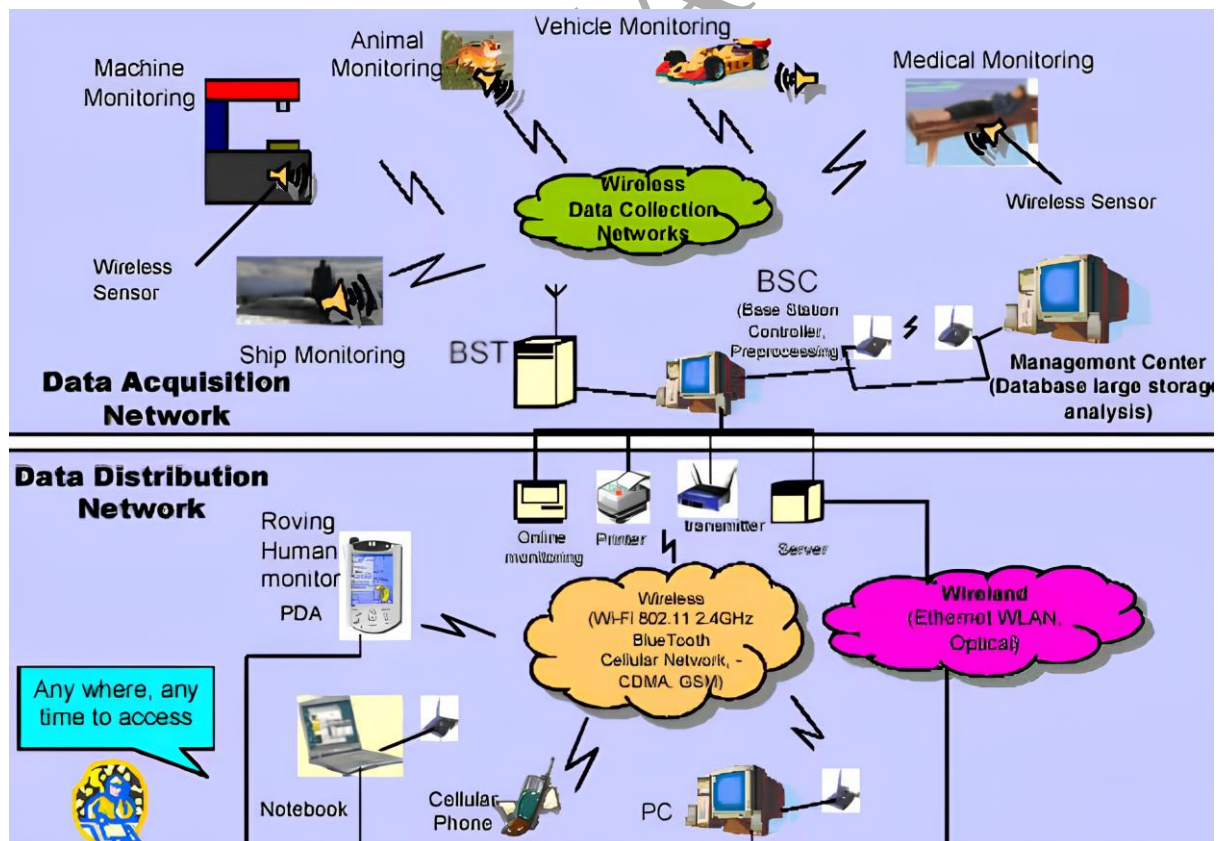 Vehicle Monitoring
Animal
Monitoring
Medical Monitoring
Machine
Monitoring
Wireless
Data Collection
Networks
Wireless Sensor
Wireless
Sensor
BSC
(Base Station
Controller,
Preprocessing)
Ship Monitoring
BST
Management Center
(Database large storage
analysis)
Data Acquisition
Network
Data Distribution
Network
Roving
Human
monitor
PDA
Online
monitoring
Printer
transmitter
Server
Wireless
(Wi-Fi 802.11 2.4GHz
BlueTooth
Cellular Network, -
CDMA, GSM)
Wireland
(Ethernet WLAN,
Optical)
Any where, any
time to access
Notebook
Cellular
Phone
PC